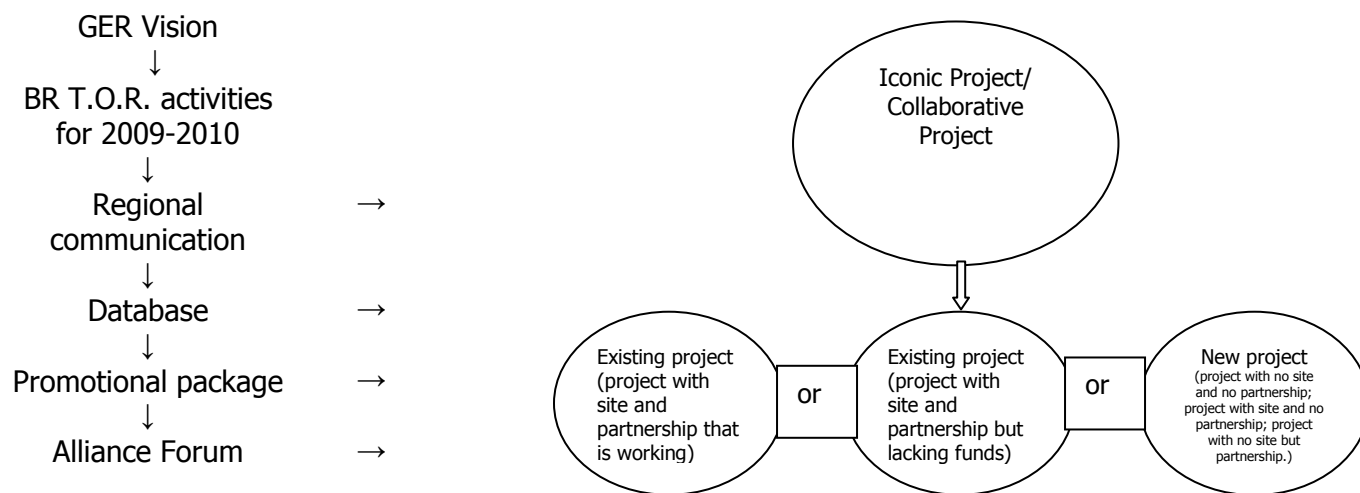 GER Vision
↓
BR T.O.R. activities
for 2009-2010
↓
Regional →
communication
↓
Database →
↓
Promotional package →
↓
Alliance Forum →
Iconic Project/
Collaborative
Project
Existing project
(project with
site and
partnership that
is working)
or
Existing project
(project with
site and
partnership but
lacking funds)
or
New project
(project with no site
and no partnership;
project with site and no
partnership; project
with no site but
partnership.)